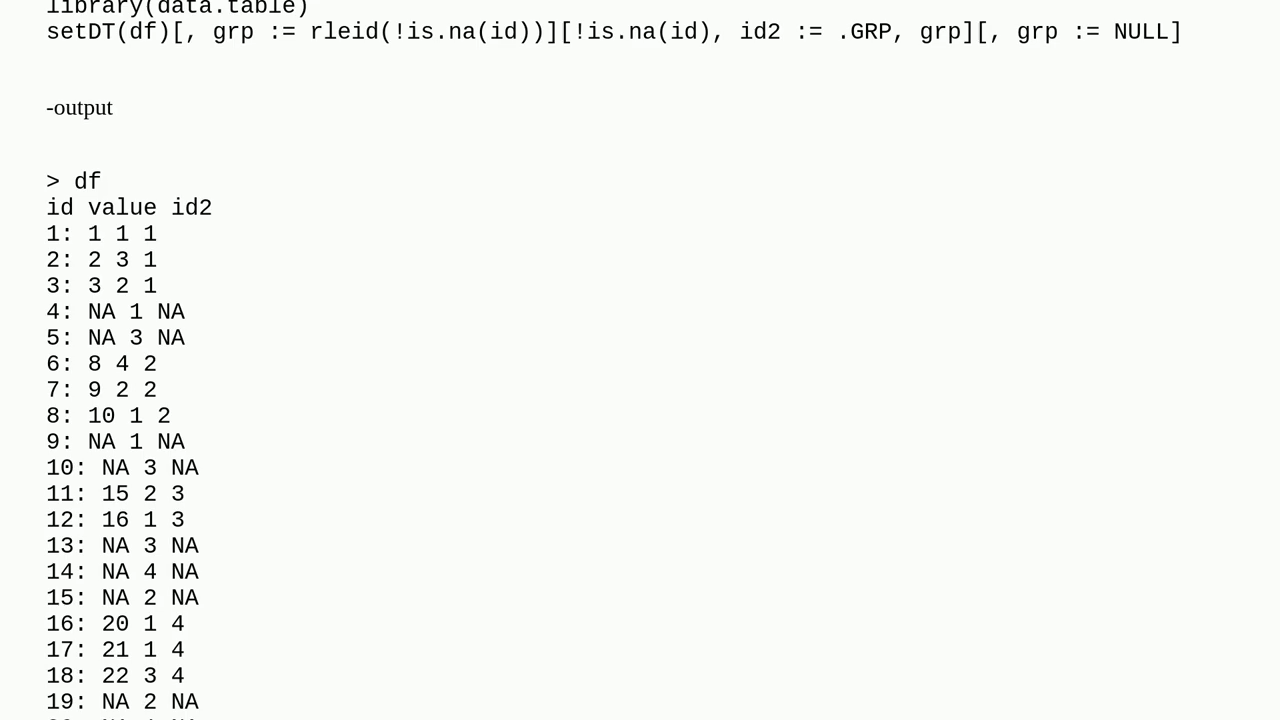 library(data.table)
setDT(df)[, grp := rleid(!is.na(id))][!is.na(id), id2 := .GRP, grp][, grp := NULL]
-output
> df
id value id2
1: 1 1 1
2: 2 3 1
3: 3 2 1
4: NA 1 NA
5: NA 3 NA
6: 8 4 2
7: 9 2 2
8: 10 1 2
9: NA 1 NA
10: NA 3 NA
11: 15 2 3
12: 16 1 3
13: NA 3 NA
14: NA 4 NA
15: NA 2 NA
16: 20 1 4
17: 21 1 4
18: 22 3 4
19: NA 2 NA